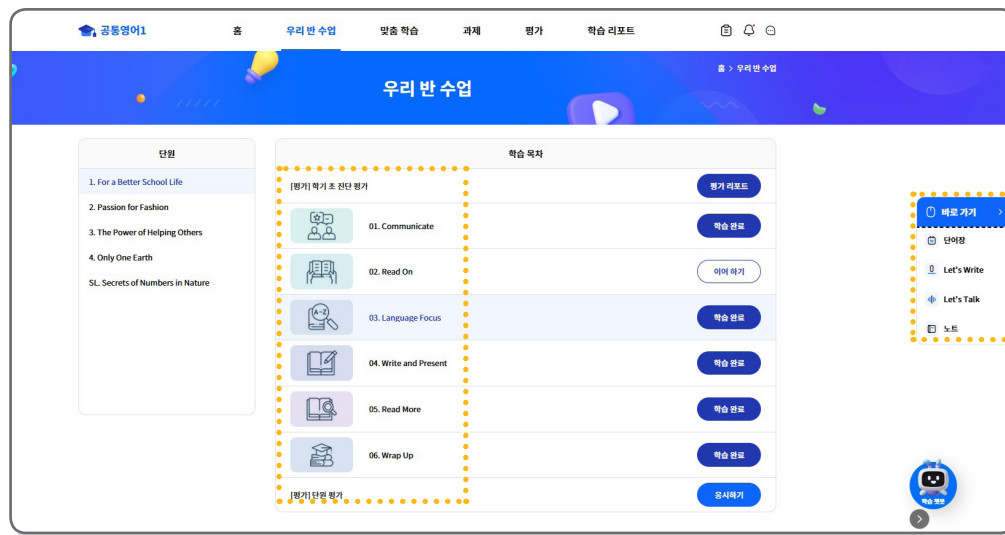 공통영어1
홈
우리 반 수업
맞춤 학습
과제
평가
학습 리포트
홈 > 우리 반 수업
우리 반 수업
단원
1. For a Better School Life
2. Passion for Fashion
3. The Power of Helping Others
4. Only One Earth
SL. Secrets of Numbers in Nature
학습 목차
[평가] 학기 초 진단 평가
평가 리포트
01. Communicate
학습 완료
02. Read On
이어 하기
A-Z
03. Language Focus
학습 완료
04. Write and Present
학습 완료
05. Read More
학습 완료
06. Wrap Up
학습 완료
[평가] 단원 평가
응시하기
바로 가기 >
단어장
Let's Write
Let's Talk
노트
학습 챗봇